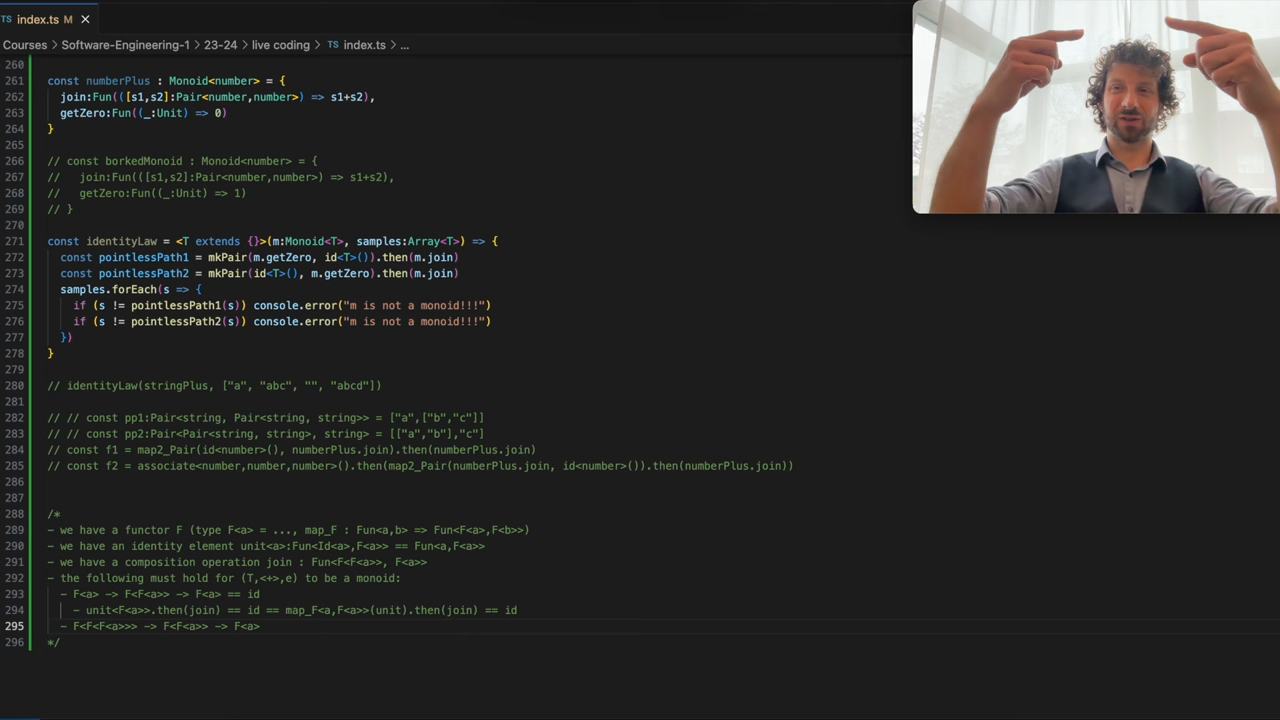 TS index.ts M ×
Courses > Software-Engineering-1 > 23-24 > live coding > TS index.ts > ...
260
261 const numberPlus : Monoid<number> = {
262   join:Fun(([s1,s2]:Pair<number,number>) => s1+s2),
263   getZero:Fun((_:Unit) => 0)
264 }
265
266 // const borkedMonoid : Monoid<number> = {
267 //   join:Fun(([s1,s2]:Pair<number,number>) => s1+s2),
268 //   getZero:Fun((_:Unit) => 1)
269 // }
270
271 const identityLaw = <T extends {}>(m:Monoid<T>, samples:Array<T>) => {
272   const pointlessPath1 = mkPair(m.getZero, id<T>()).then(m.join)
273   const pointlessPath2 = mkPair(id<T>(), m.getZero).then(m.join)
274   samples.forEach(s => {
275     if (s != pointlessPath1(s)) console.error("m is not a monoid!!!")
276     if (s != pointlessPath2(s)) console.error("m is not a monoid!!!")
277   })
278 }
279
280 // identityLaw(stringPlus, ["a", "abc", "", "abcd"])
281
282 // // const pp1:Pair<string, Pair<string, string>> = ["a",["b","c"]]
283 // // const pp2:Pair<Pair<string, string>, string> = [["a","b"],"c"]
284 // const f1 = map2_Pair(id<number>(), numberPlus.join).then(numberPlus.join)
285 // const f2 = associate<number,number,number>().then(map2_Pair(numberPlus.join, id<number>()).then(numberPlus.join))
286
287
288 /*
289 - we have a functor F (type F<a> = ..., map_F : Fun<a,b> => Fun<F<a>,F<b>>)
290 - we have an identity element unit<a>:Fun<Id<a>,F<a>> == Fun<a,F<a>>
291 - we have a composition operation join : Fun<F<F<a>>, F<a>>
292 - the following must hold for (T,<+>,e) to be a monoid:
293   - F<a> -> F<F<a>> -> F<a> == id
294     - unit<F<a>>.then(join) == id == map_F<a,F<a>>(unit).then(join) == id
295   - F<F<F<a>>> -> F<F<a>> -> F<a>
296 */